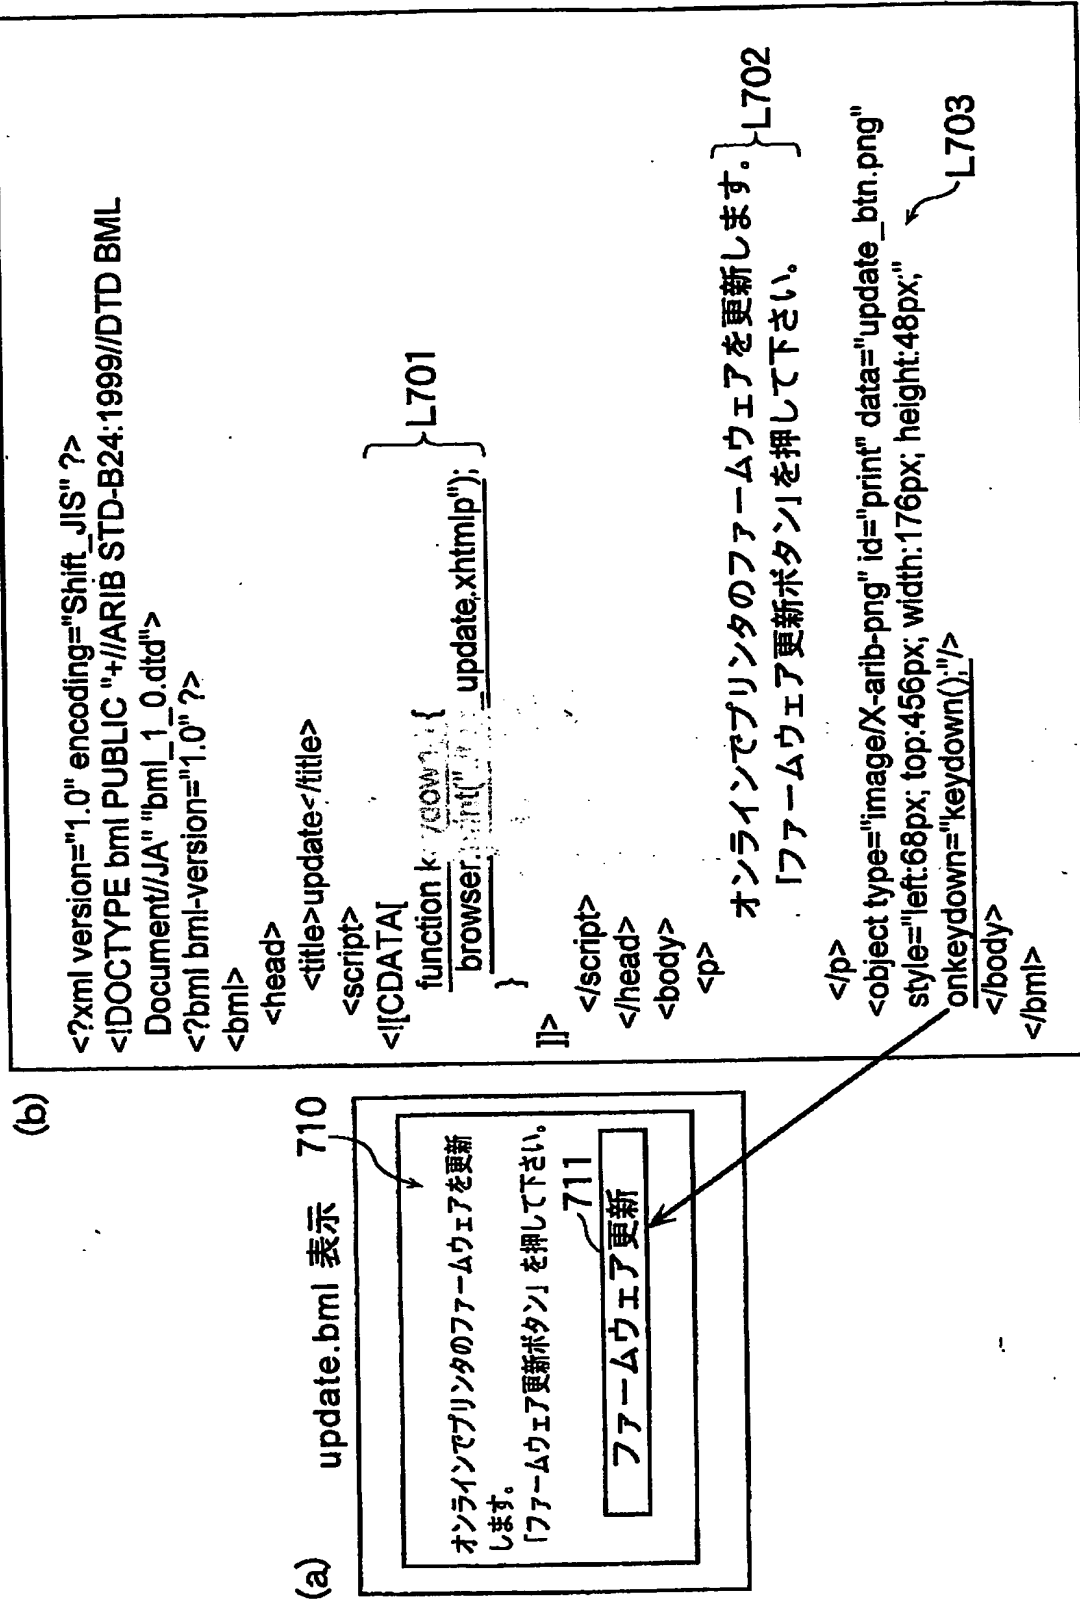 (a)
update.bml 表示
710
オンラインでプリンタのファームウェアを更新
します。
「ファームウェア更新ボタン」を押して下さい。
711
ファームウェア更新
(b)
<?xml version="1.0" encoding="Shift_JIS" ?>
<!DOCTYPE bml PUBLIC "+//ARIB STD-B24:1999//DTD BML
Document//JA" "bml_1_0.dtd">
<?bml bml-version="1.0" ?>
<bml>
<head>
<title>update</title>
<script>
<![CDATA[
function {
browser. update.xhtmlp");
}
L701
]]>
</script>
</head>
<body>
<p>
オンラインでプリンタのファームウェアを更新します。
「ファームウェア更新ボタン」を押して下さい。
L702
</p>
<object type="image/X-arib-png" id="print" data="update_btn.png"
style="left:68px; top:456px; width:176px; height:48px;"
onkeydown="keydown();"/>
L703
</body>
</bml>